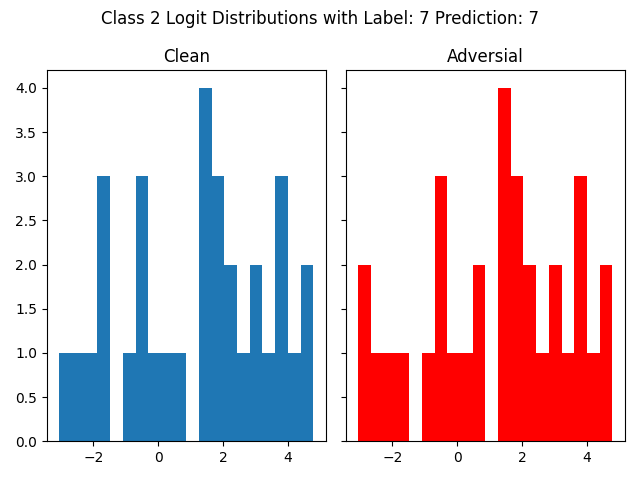 Class 2 Logit Distributions with Label: 7 Prediction: 7
Clean
Adversial
4.0
3.5
3.0
2.5
2.0
1.5
1.0
0.5
0.0
−2 0 2 4
−2 0 2 4